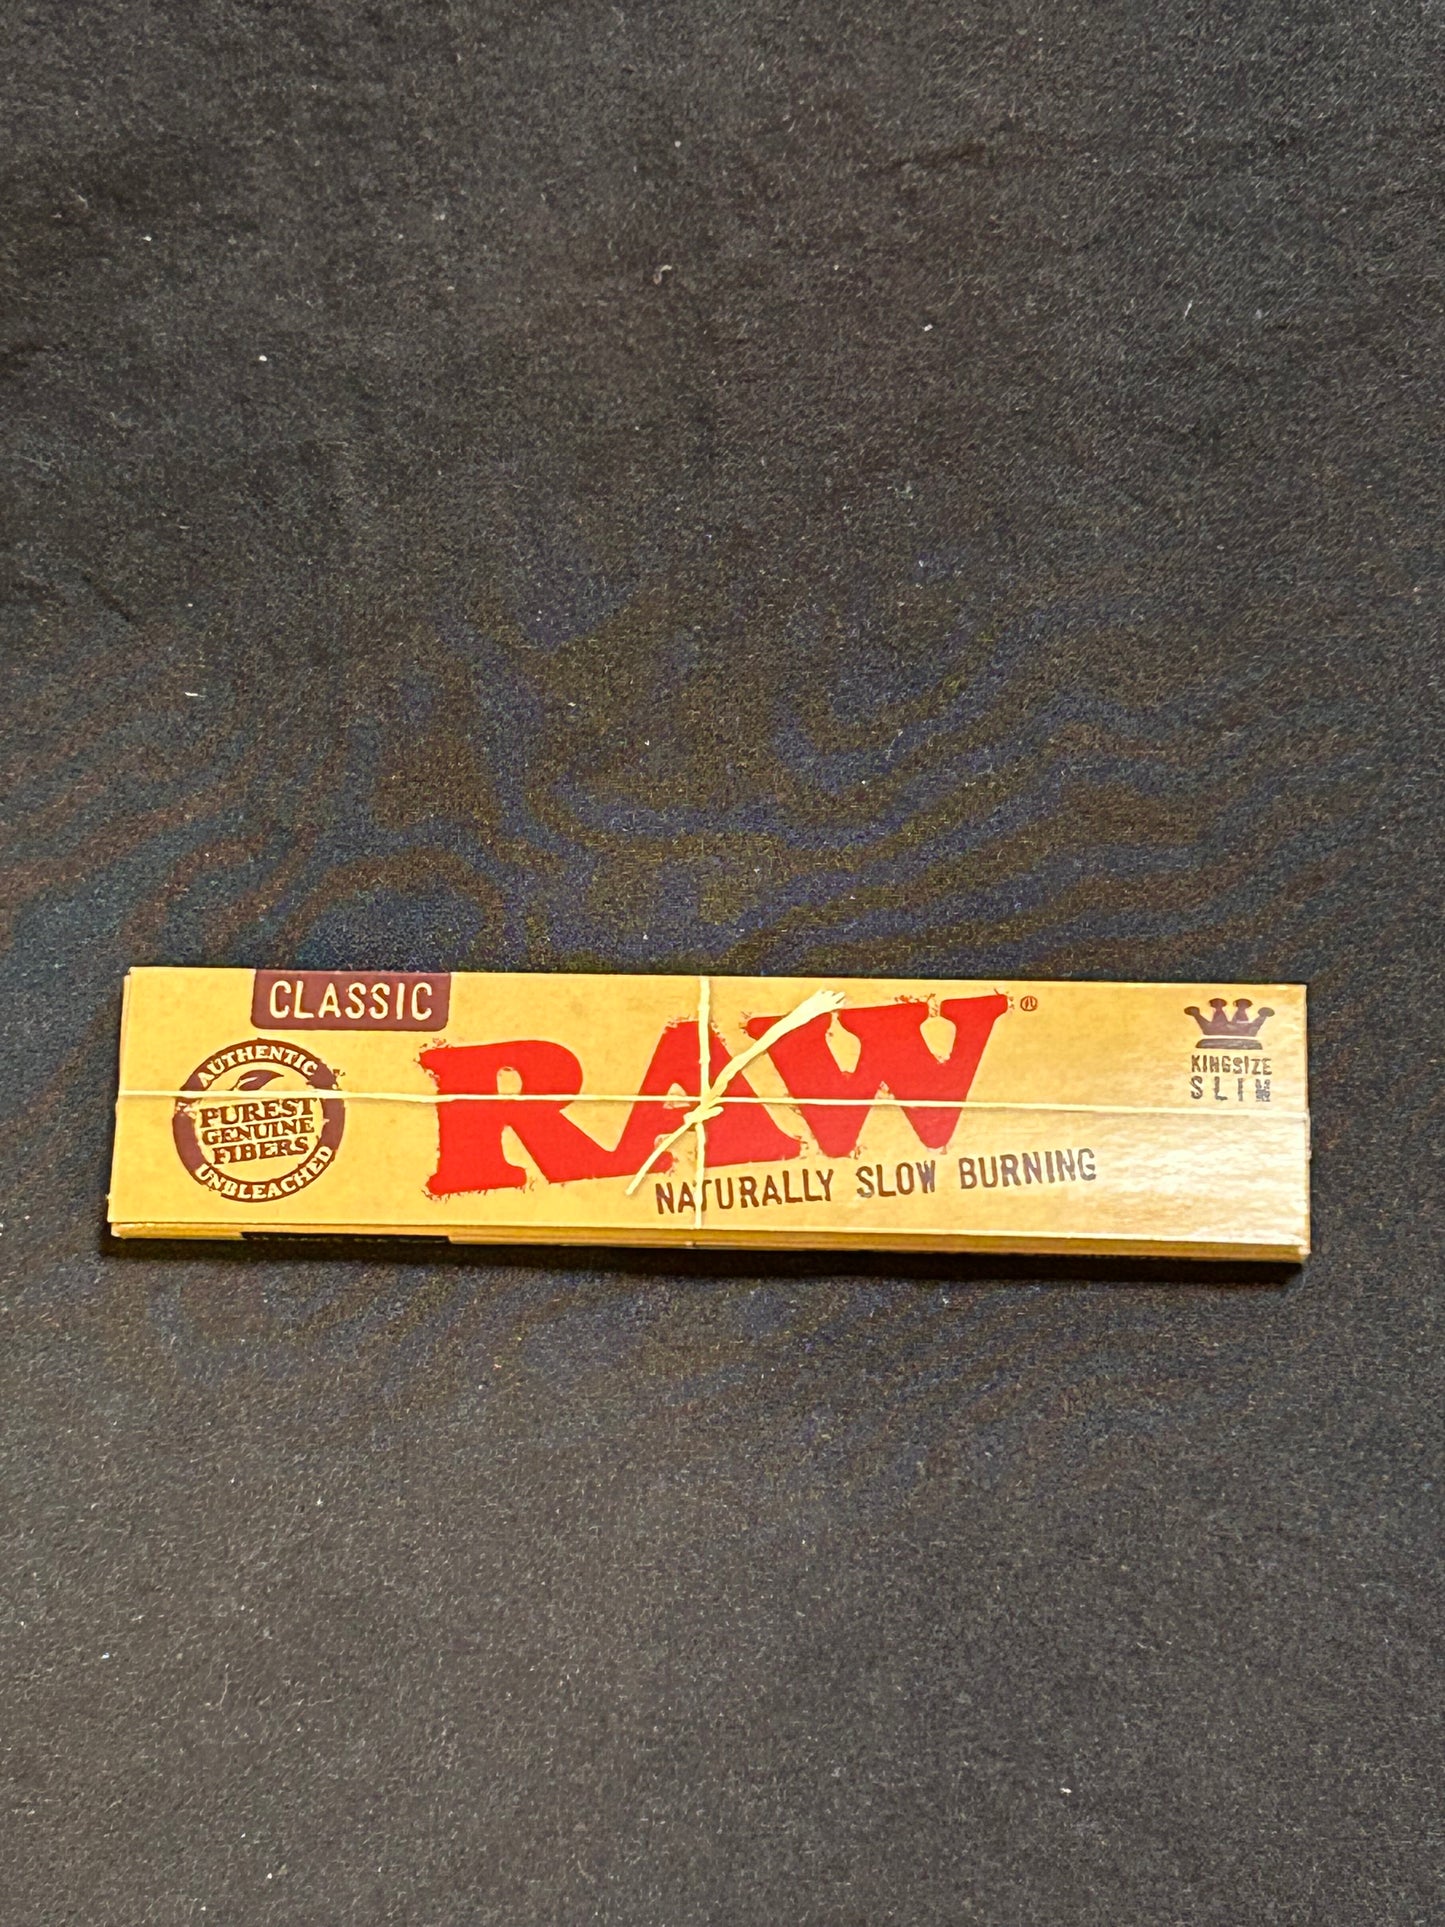 CLASSIC
AUTHENTIC
PUREST
GENUINE
FIBERS
UNBLEACHED
RAW®
NATURALLY SLOW BURNING
KINGSIZE
SLIM